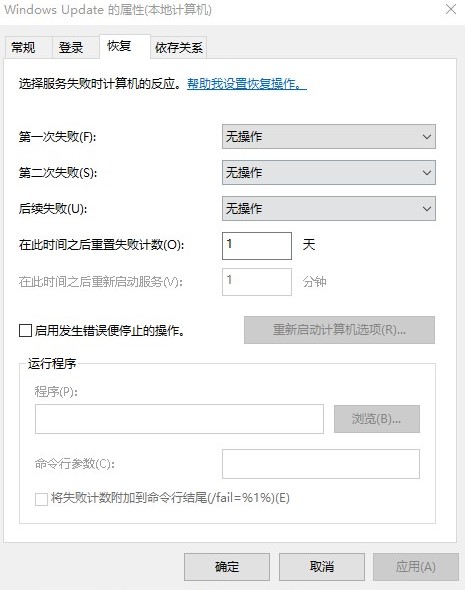 Windows Update 的属性(本地计算机)
常规 登录 恢复 依存关系
选择服务失败时计算机的反应。帮助我设置恢复操作。
第一次失败(F): 无操作
第二次失败(S): 无操作
后续失败(U): 无操作
在此时间之后重置失败计数(O): 1 天
在此时间之后重新启动服务(V): 1 分钟
启用发生错误便停止的操作。 重新启动计算机选项(R)...
运行程序
程序(P):
浏览(B)...
命令行参数(C):
将失败计数附加到命令行结尾(/fail=%1%)(E)
确定 取消 应用(A)